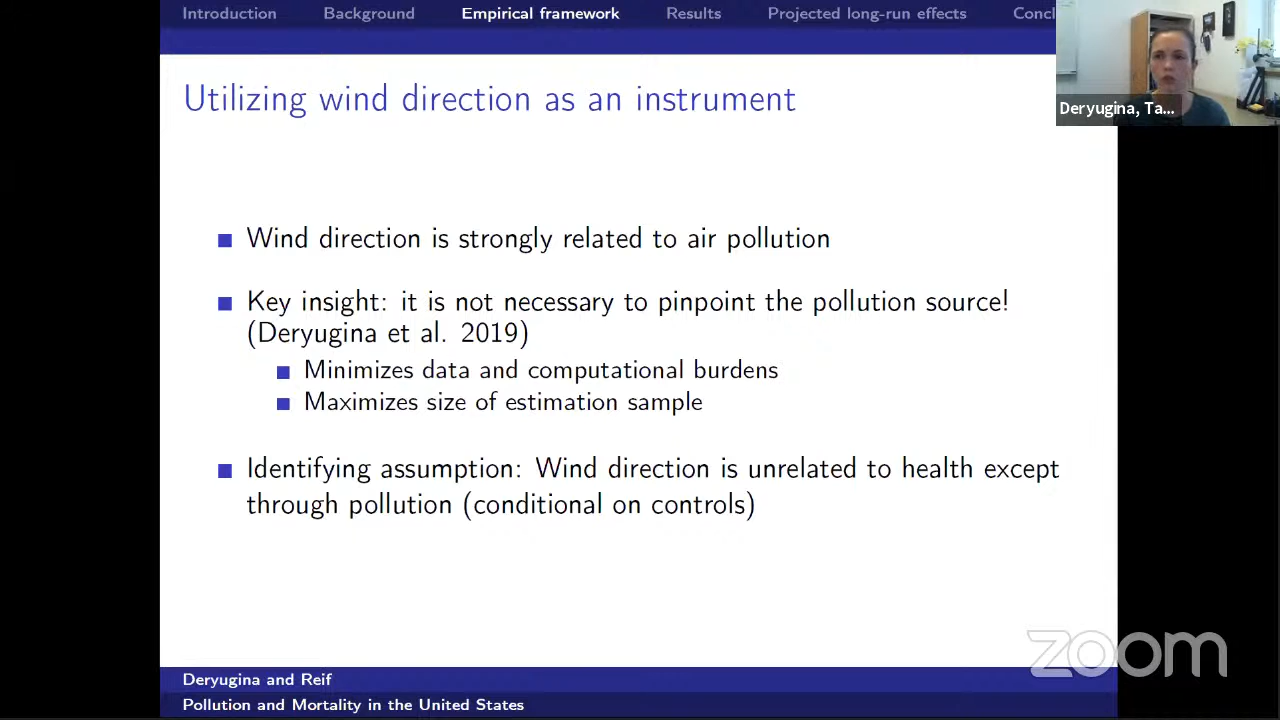 Introduction Background Empirical framework Results Projected long-run effects Concl
Deryugina, Ta...
Utilizing wind direction as an instrument
Wind direction is strongly related to air pollution
Key insight: it is not necessary to pinpoint the pollution source!
(Deryugina et al. 2019)
Minimizes data and computational burdens
Maximizes size of estimation sample
Identifying assumption: Wind direction is unrelated to health except
through pollution (conditional on controls)
zoom
Deryugina and Reif
Pollution and Mortality in the United States